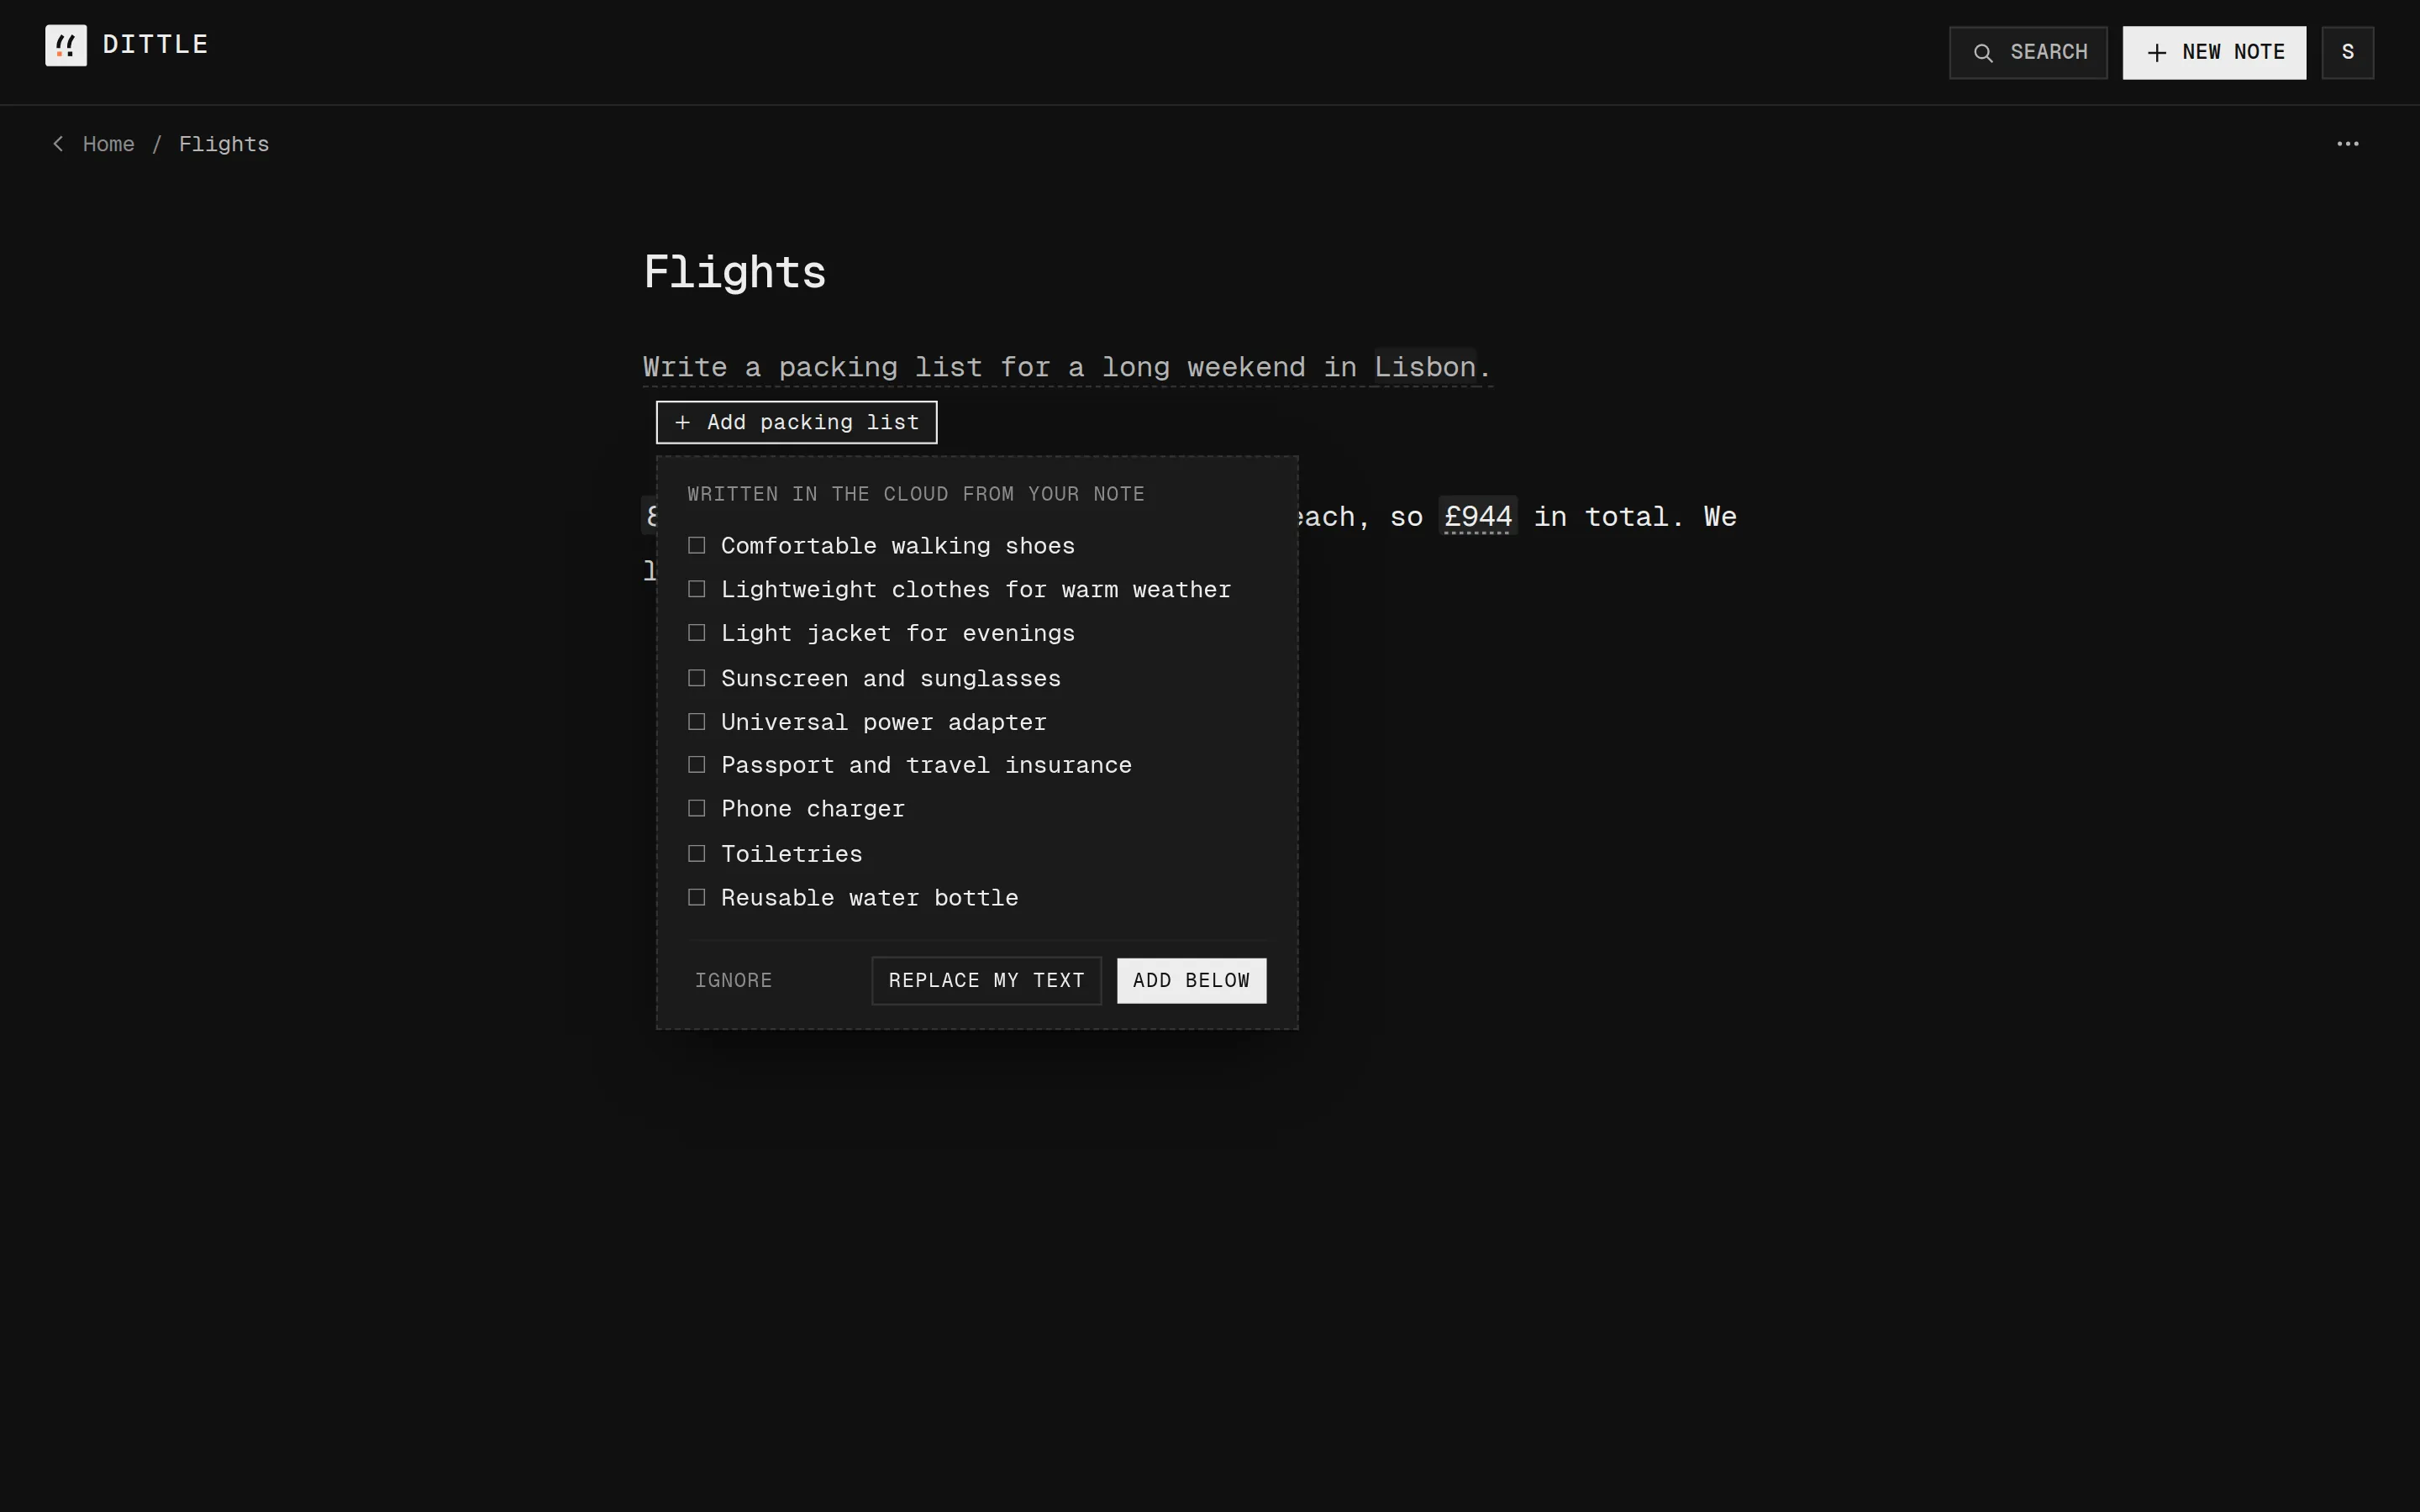 DITTLE
SEARCH
+ NEW NOTE
S
Home / Flights
Flights
Write a packing list for a long weekend in Lisbon.
+ Add packing list
WRITTEN IN THE CLOUD FROM YOUR NOTE
each, so £944 in total. We
Comfortable walking shoes
Lightweight clothes for warm weather
Light jacket for evenings
Sunscreen and sunglasses
Universal power adapter
Passport and travel insurance
Phone charger
Toiletries
Reusable water bottle
IGNORE
REPLACE MY TEXT
ADD BELOW